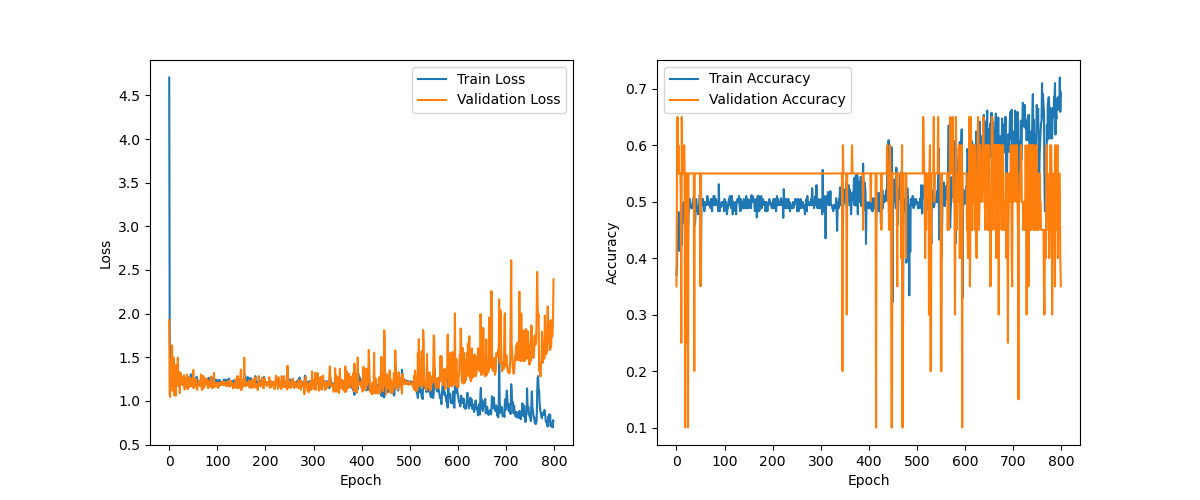 Train Loss
Validation Loss
4.5
4.0
3.5
3.0
2.5
2.0
1.5
1.0
0.5
Loss
0 100 200 300 400 500 600 700 800
Epoch
Train Accuracy
Validation Accuracy
0.7
0.6
0.5
0.4
0.3
0.2
0.1
Accuracy
0 100 200 300 400 500 600 700 800
Epoch